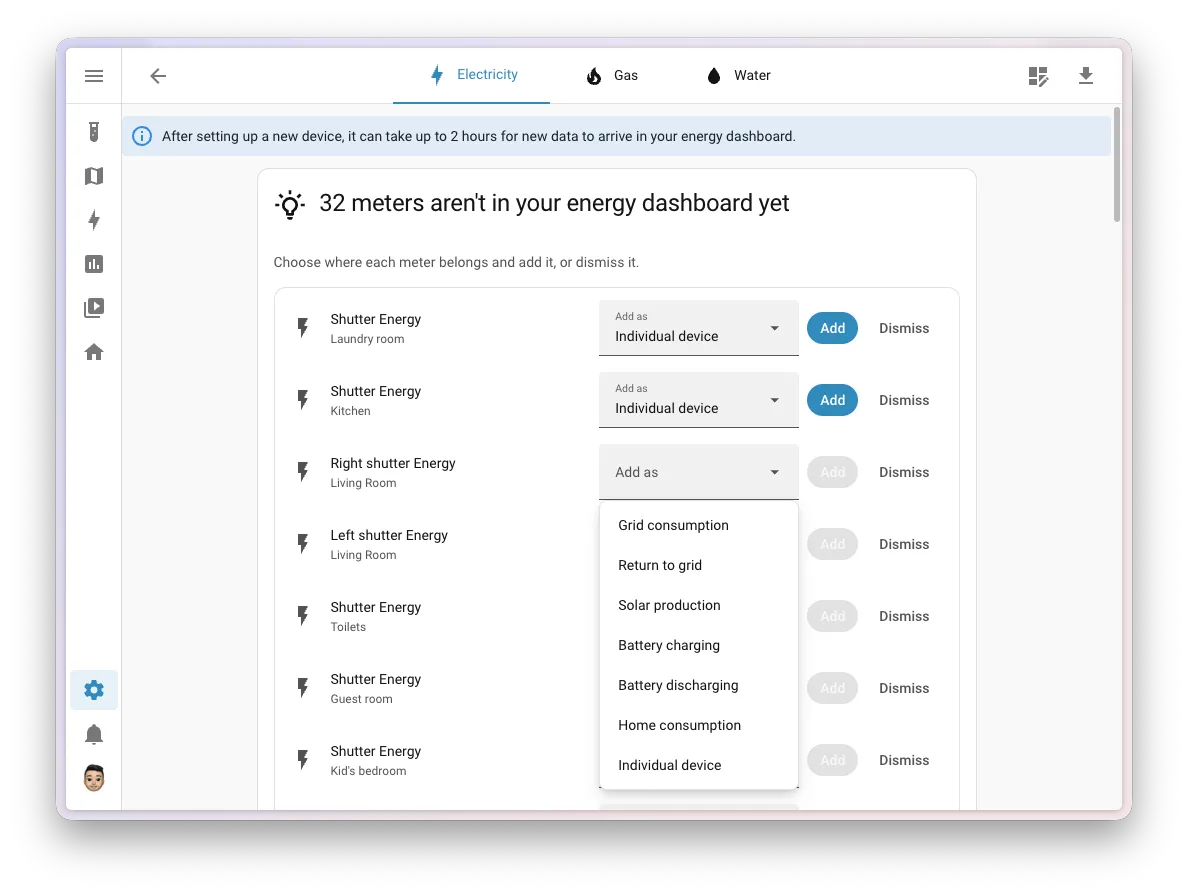 Electricity
Gas
Water
After setting up a new device, it can take up to 2 hours for new data to arrive in your energy dashboard.
32 meters aren't in your energy dashboard yet
Choose where each meter belongs and add it, or dismiss it.
Shutter Energy
Laundry room
Add as
Individual device
Add
Dismiss
Shutter Energy
Kitchen
Add as
Individual device
Add
Dismiss
Right shutter Energy
Living Room
Add as
Add
Dismiss
Grid consumption
Return to grid
Solar production
Battery charging
Battery discharging
Home consumption
Individual device
Left shutter Energy
Living Room
Add
Dismiss
Shutter Energy
Toilets
Add
Dismiss
Shutter Energy
Guest room
Add
Dismiss
Shutter Energy
Kid's bedroom
Add
Dismiss